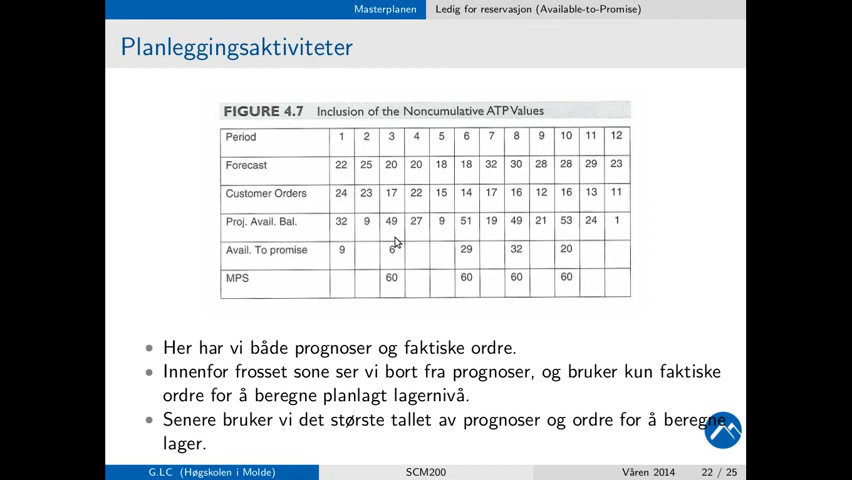 Masterplanen Ledig for reservasjon (Available-to-Promise)
Planleggingsaktiviteter
FIGURE 4.7 Inclusion of the Noncumulative ATP Values
Period 1 2 3 4 5 6 7 8 9 10 11 12
Forecast 22 25 20 20 18 18 32 30 28 28 29 23
Customer Orders 24 23 17 22 15 14 17 16 12 16 13 11
Proj. Avail. Bal. 32 9 49 27 9 51 19 49 21 53 24 1
Avail. To promise 9 6 29 32 20
MPS 60 60 60 60
• Her har vi både prognoser og faktiske ordre.
• Innenfor frosset sone ser vi bort fra prognoser, og bruker kun faktiske
ordre for å beregne planlagt lagernivå.
• Senere bruker vi det største tallet av prognoser og ordre for å beregne
lager.
G.LC (Høgskolen i Molde) SCM200 Våren 2014 22 / 25